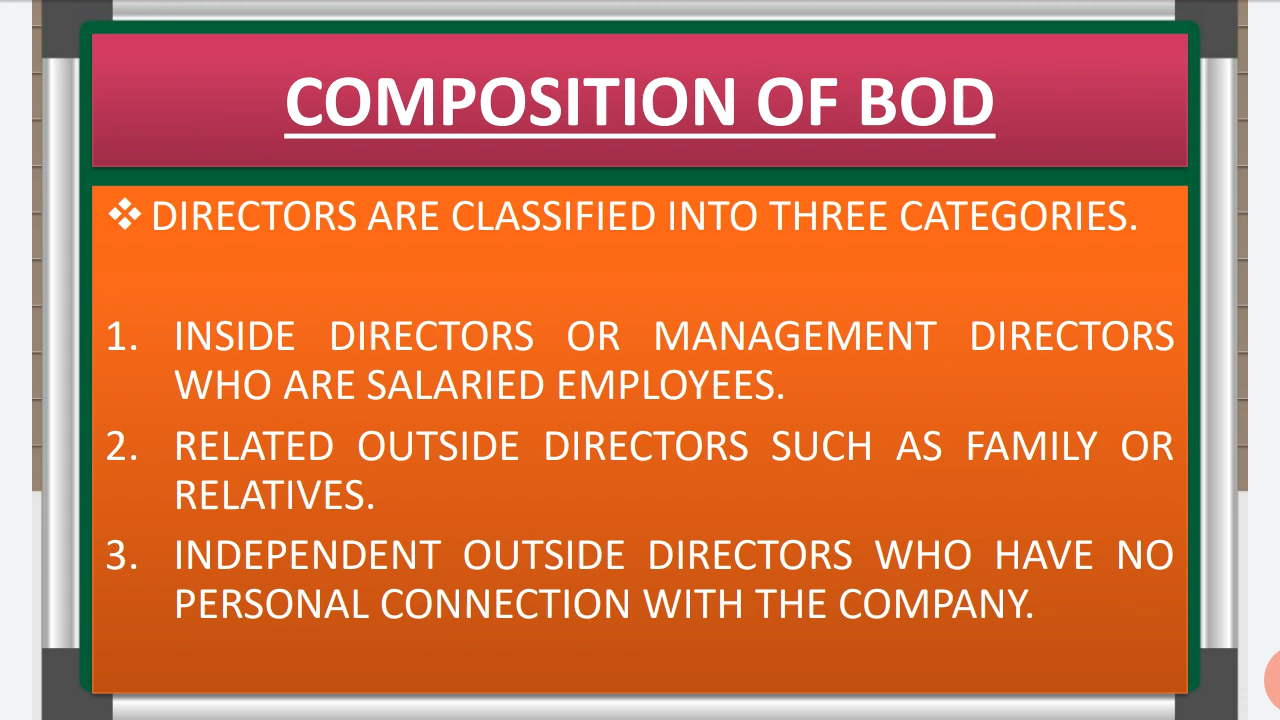 COMPOSITION OF BOD
❖ DIRECTORS ARE CLASSIFIED INTO THREE CATEGORIES.
1. INSIDE DIRECTORS OR MANAGEMENT DIRECTORS
WHO ARE SALARIED EMPLOYEES.
2. RELATED OUTSIDE DIRECTORS SUCH AS FAMILY OR
RELATIVES.
3. INDEPENDENT OUTSIDE DIRECTORS WHO HAVE NO
PERSONAL CONNECTION WITH THE COMPANY.